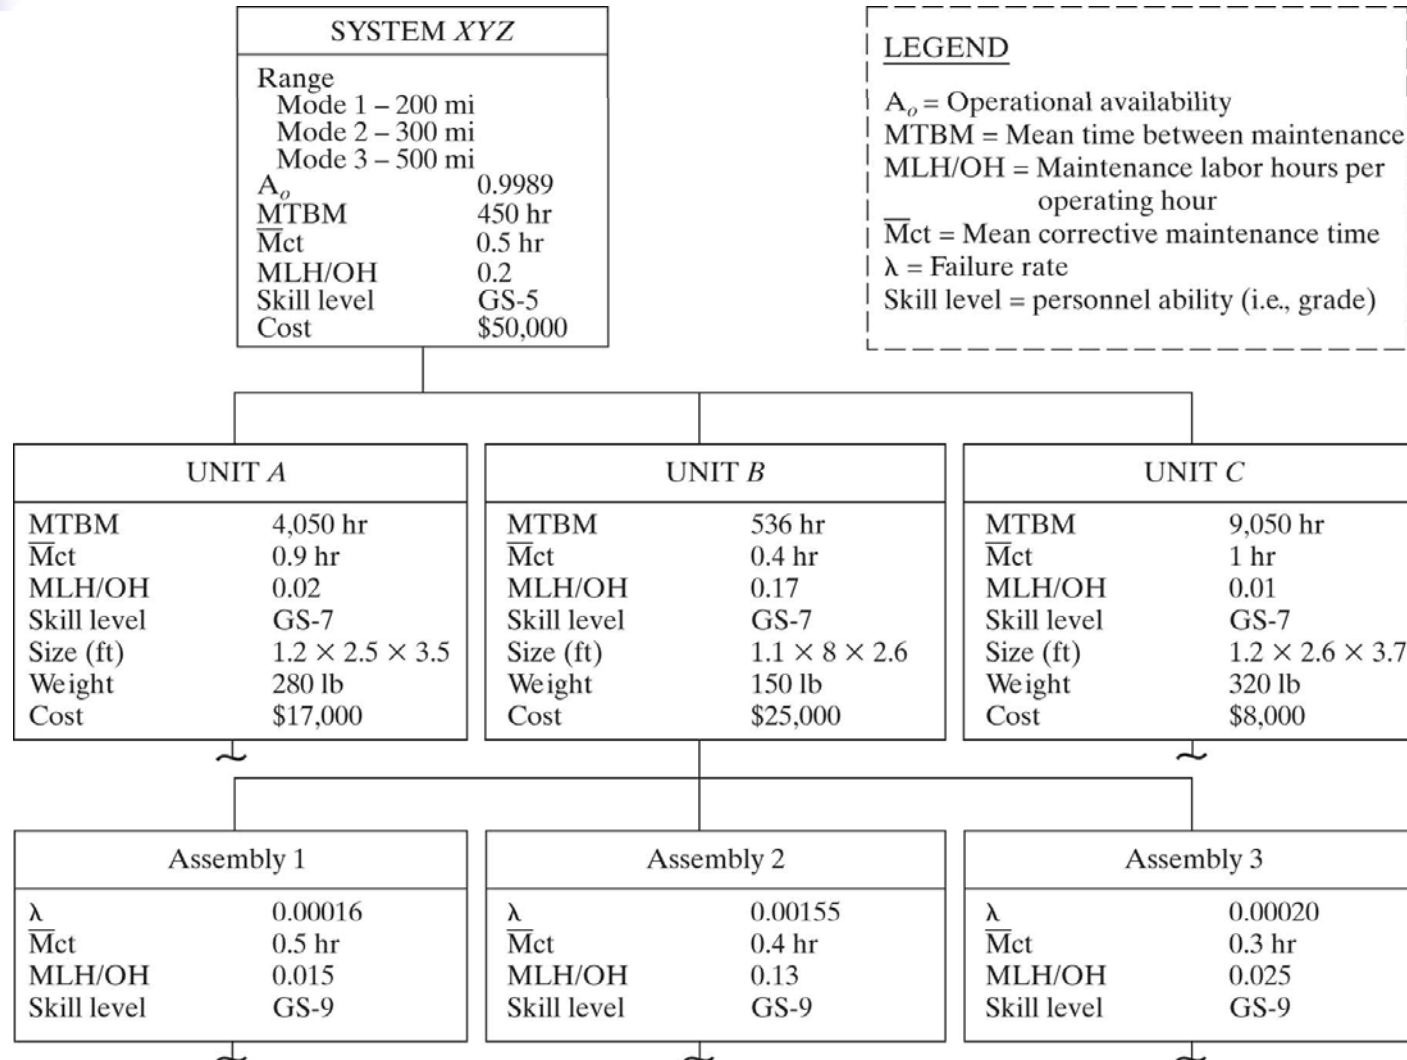 SYSTEM XYZ
Range
Mode 1 – 200 mi
Mode 2 – 300 mi
Mode 3 – 500 mi
Aₒ 0.9989
MTBM 450 hr
M̅ct 0.5 hr
MLH/OH 0.2
Skill level GS-5
Cost $50,000
LEGEND
Aₒ = Operational availability
MTBM = Mean time between maintenance
MLH/OH = Maintenance labor hours per
operating hour
M̅ct = Mean corrective maintenance time
λ = Failure rate
Skill level = personnel ability (i.e., grade)
UNIT A
MTBM 4,050 hr
M̅ct 0.9 hr
MLH/OH 0.02
Skill level GS-7
Size (ft) 1.2 × 2.5 × 3.5
Weight 280 lb
Cost $17,000
UNIT B
MTBM 536 hr
M̅ct 0.4 hr
MLH/OH 0.17
Skill level GS-7
Size (ft) 1.1 × 8 × 2.6
Weight 150 lb
Cost $25,000
UNIT C
MTBM 9,050 hr
M̅ct 1 hr
MLH/OH 0.01
Skill level GS-7
Size (ft) 1.2 × 2.6 × 3.7
Weight 320 lb
Cost $8,000
Assembly 1
λ 0.00016
M̅ct 0.5 hr
MLH/OH 0.015
Skill level GS-9
Assembly 2
λ 0.00155
M̅ct 0.4 hr
MLH/OH 0.13
Skill level GS-9
Assembly 3
λ 0.00020
M̅ct 0.3 hr
MLH/OH 0.025
Skill level GS-9